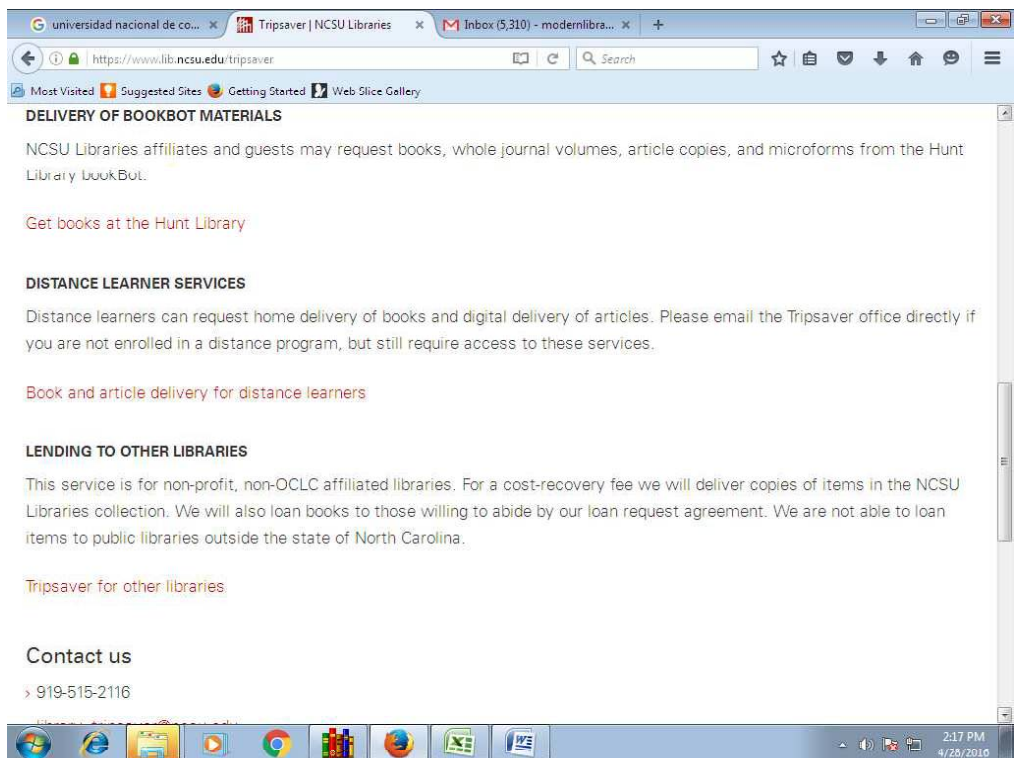 universidad nacional de co...
Tripsaver | NCSU Libraries
Inbox (5,310) - modernlibra...
https://www.lib.ncsu.edu/tripsaver
Search
Most Visited Suggested Sites Getting Started Web Slice Gallery
DELIVERY OF BOOKBOT MATERIALS
NCSU Libraries affiliates and guests may request books, whole journal volumes, article copies, and microforms from the Hunt
Library bookBot.
Get books at the Hunt Library
DISTANCE LEARNER SERVICES
Distance learners can request home delivery of books and digital delivery of articles. Please email the Tripsaver office directly if
you are not enrolled in a distance program, but still require access to these services.
Book and article delivery for distance learners
LENDING TO OTHER LIBRARIES
This service is for non-profit, non-OCLC affiliated libraries. For a cost-recovery fee we will deliver copies of items in the NCSU
Libraries collection. We will also loan books to those willing to abide by our loan request agreement. We are not able to loan
items to public libraries outside the state of North Carolina.
Tripsaver for other libraries
Contact us
› 919-515-2116
2:17 PM
4/28/2016